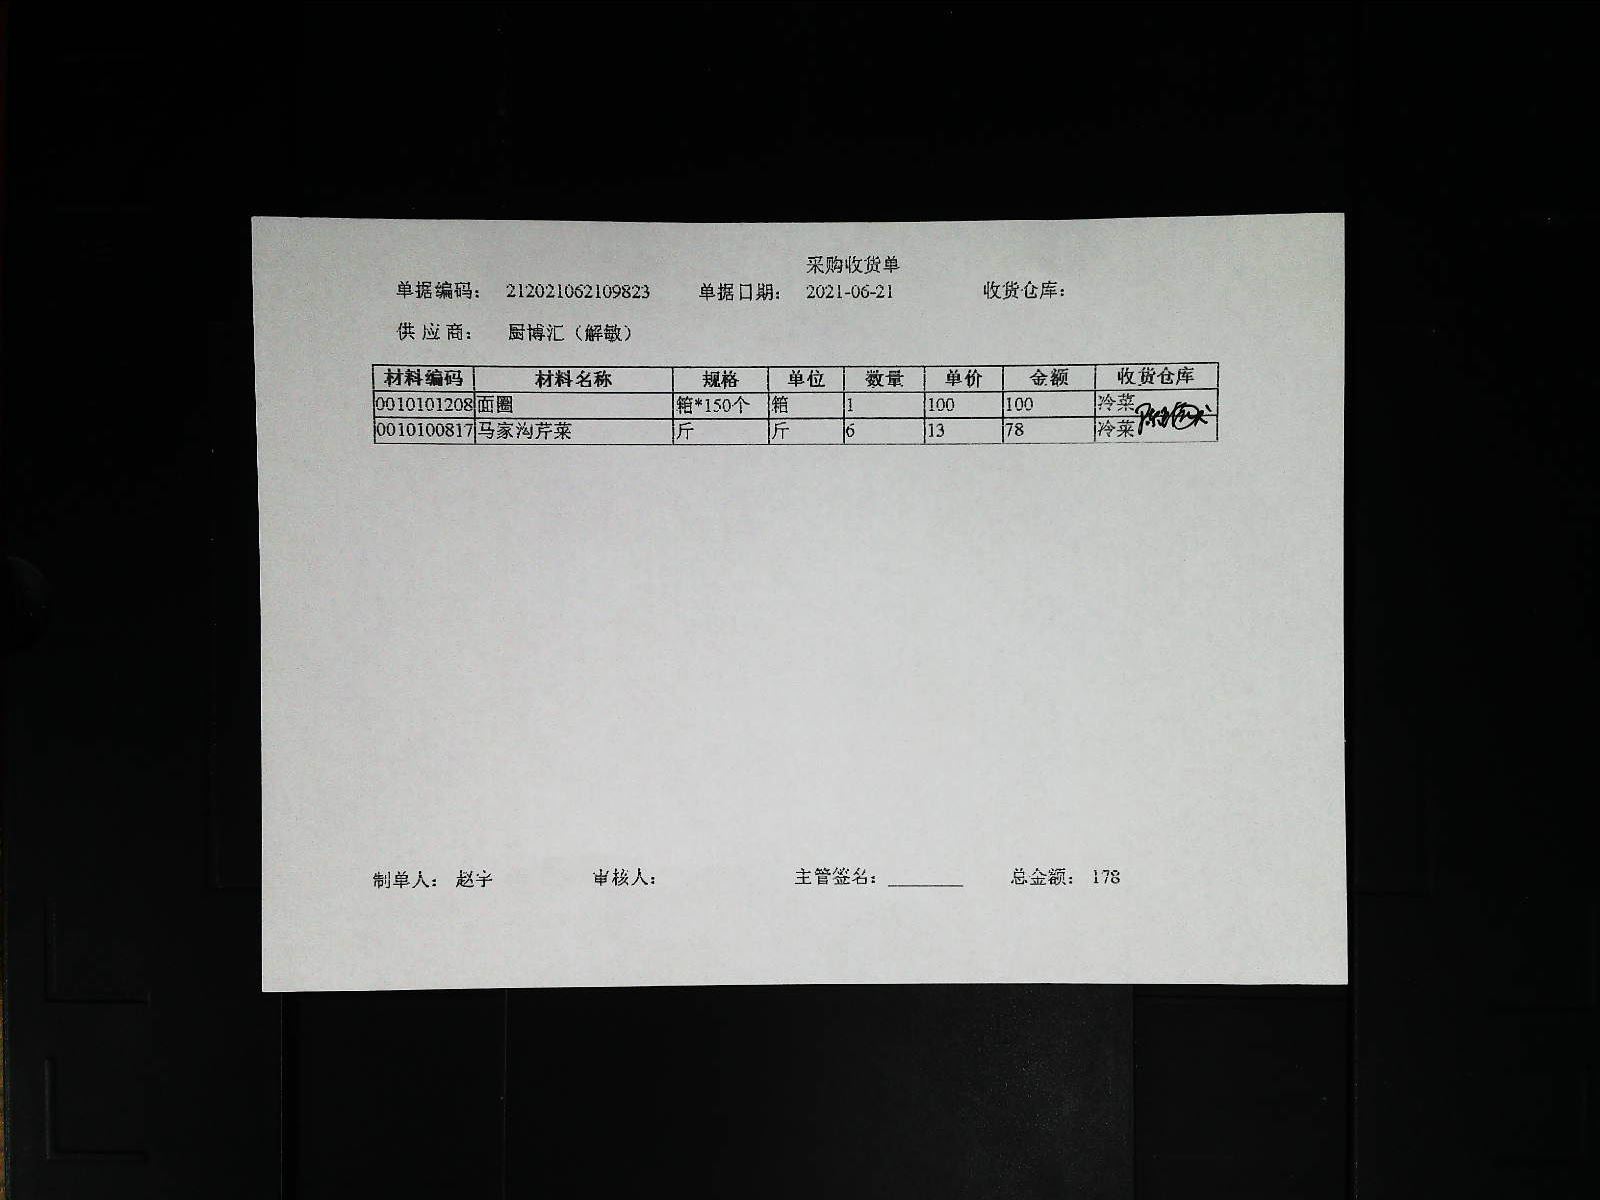 采购收货单
单据编码： 212021062109823 单据日期： 2021-06-21 收货仓库：
供 应 商： 厨博汇（解敏）
材料编码 材料名称 规格 单位 数量 单价 金额 收货仓库
0010101208 面圈 箱*150个 箱 1 100 100 冷菜
0010100817 马家沟芹菜 斤 斤 6 13 78 冷菜
制单人： 赵宇 审核人： 主管签名：________ 总金额： 178